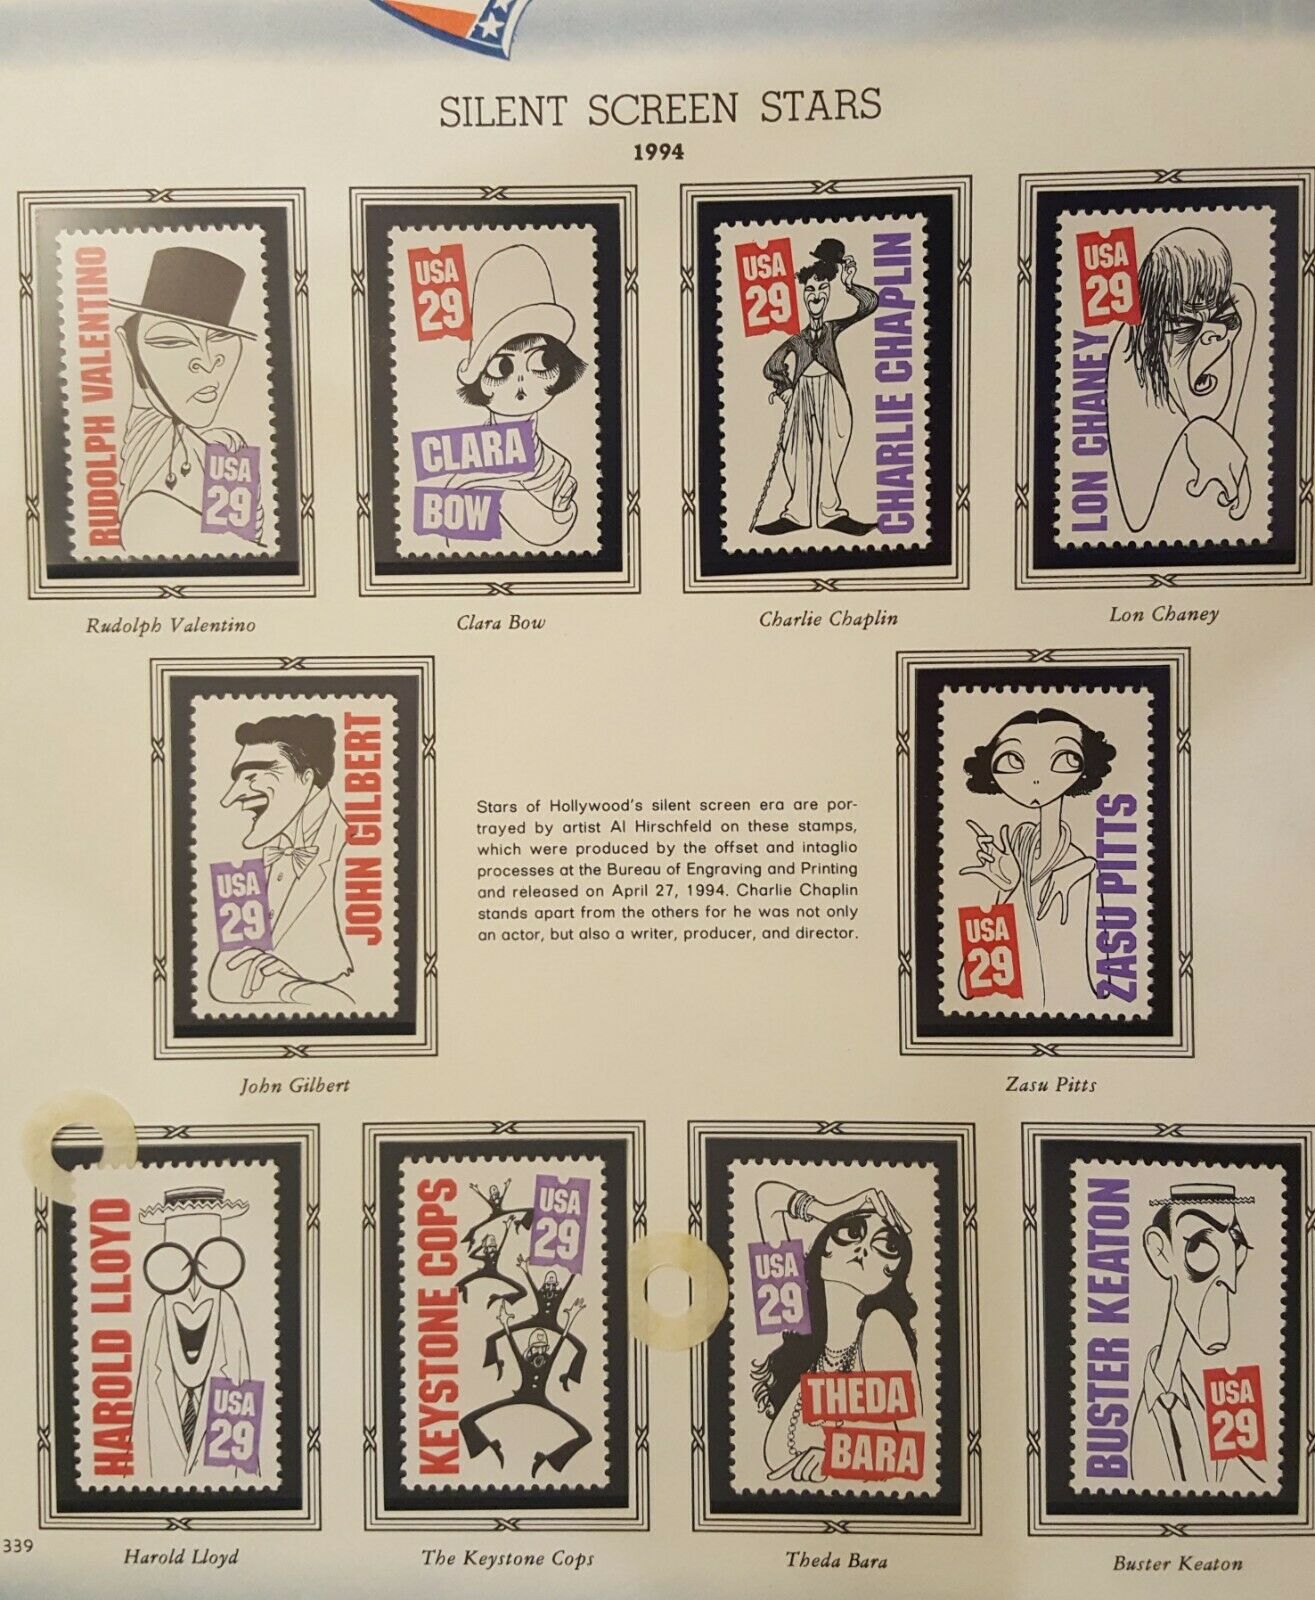 SILENT SCREEN STARS
1994
RUDOLPH VALENTINO
USA
29
USA
29
CLARA
BOW
USA
29
CHARLIE CHAPLIN
USA
29
LON CHANEY
Rudolph Valentino
Clara Bow
Charlie Chaplin
Lon Chaney
JOHN GILBERT
USA
29
Stars of Hollywood's silent screen era are por-
trayed by artist Al Hirschfeld on these stamps,
which were produced by the offset and intaglio
processes at the Bureau of Engraving and Printing
and released on April 27, 1994. Charlie Chaplin
stands apart from the others for he was not only
an actor, but also a writer, producer, and director.
ZASU PITTS
USA
29
John Gilbert
Zasu Pitts
HAROLD LLOYD
USA
29
KEYSTONE COPS
USA
29
USA
29
THEDA
BARA
BUSTER KEATON
USA
29
339
Harold Lloyd
The Keystone Cops
Theda Bara
Buster Keaton